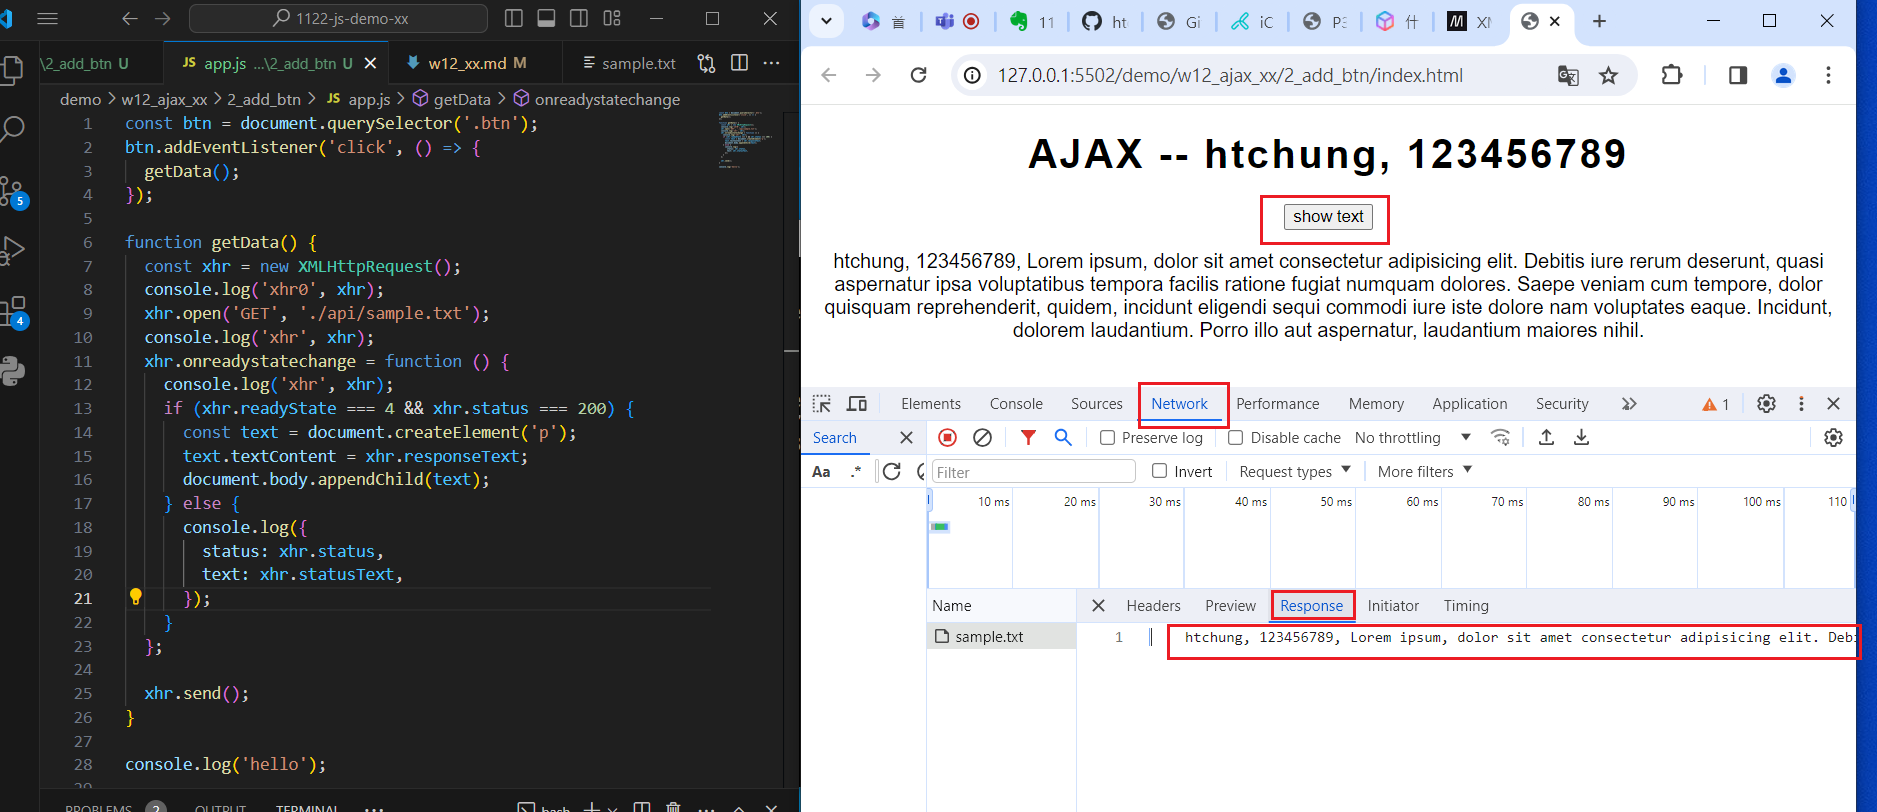 1122-js-demo-xx
\2_add_btn U
JS app.js ...\2_add_btn U
w12_xx.md M
sample.txt
demo > w12_ajax_xx > 2_add_btn > JS app.js > getData > onreadystatechange
1 const btn = document.querySelector('.btn');
2 btn.addEventListener('click', () => {
3 getData();
4 });
5
6 function getData() {
7 const xhr = new XMLHttpRequest();
8 console.log('xhr0', xhr);
9 xhr.open('GET', './api/sample.txt');
10 console.log('xhr', xhr);
11 xhr.onreadystatechange = function () {
12 console.log('xhr', xhr);
13 if (xhr.readyState === 4 && xhr.status === 200) {
14 const text = document.createElement('p');
15 text.textContent = xhr.responseText;
16 document.body.appendChild(text);
17 } else {
18 console.log({
19 status: xhr.status,
20 text: xhr.statusText,
21 });
22 }
23 };
24
25 xhr.send();
26 }
27
28 console.log('hello');
29
5
4
PROBLEMS 2 OUTPUT TERMINAL ... bash
首
11
ht
Gi
iC
P
什
XM
127.0.0.1:5502/demo/w12_ajax_xx/2_add_btn/index.html
AJAX -- htchung, 123456789
show text
htchung, 123456789, Lorem ipsum, dolor sit amet consectetur adipisicing elit. Debitis iure rerum deserunt, quasi
aspernatur ipsa voluptatibus tempora facilis ratione fugiat numquam dolores. Saepe veniam cum tempore, dolor
quisquam reprehenderit, quidem, incidunt eligendi sequi commodi iure iste dolore nam voluptates eaque. Incidunt,
dolorem laudantium. Porro illo aut aspernatur, laudantium maiores nihil.
Elements Console Sources Network Performance Memory Application Security 1
Search
Preserve log Disable cache No throttling
Aa .*
Filter Invert Request types More filters
10 ms 20 ms 30 ms 40 ms 50 ms 60 ms 70 ms 80 ms 90 ms 100 ms 110
Name
Headers Preview Response Initiator Timing
sample.txt
1 htchung, 123456789, Lorem ipsum, dolor sit amet consectetur adipisicing elit. Debi